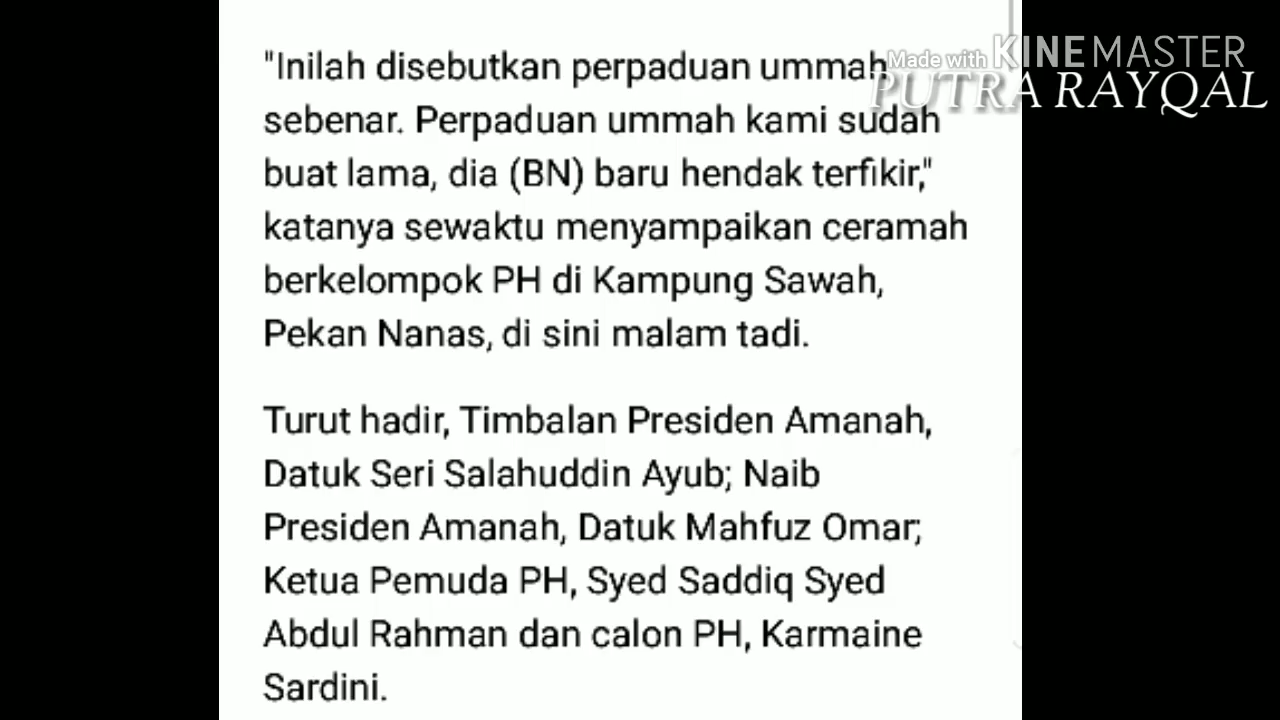 Made with KINEMASTER
PUTRA RAYQAL
"Inilah disebutkan perpaduan ummah
sebenar. Perpaduan ummah kami sudah
buat lama, dia (BN) baru hendak terfikir,"
katanya sewaktu menyampaikan ceramah
berkelompok PH di Kampung Sawah,
Pekan Nanas, di sini malam tadi.
Turut hadir, Timbalan Presiden Amanah,
Datuk Seri Salahuddin Ayub; Naib
Presiden Amanah, Datuk Mahfuz Omar;
Ketua Pemuda PH, Syed Saddiq Syed
Abdul Rahman dan calon PH, Karmaine
Sardini.